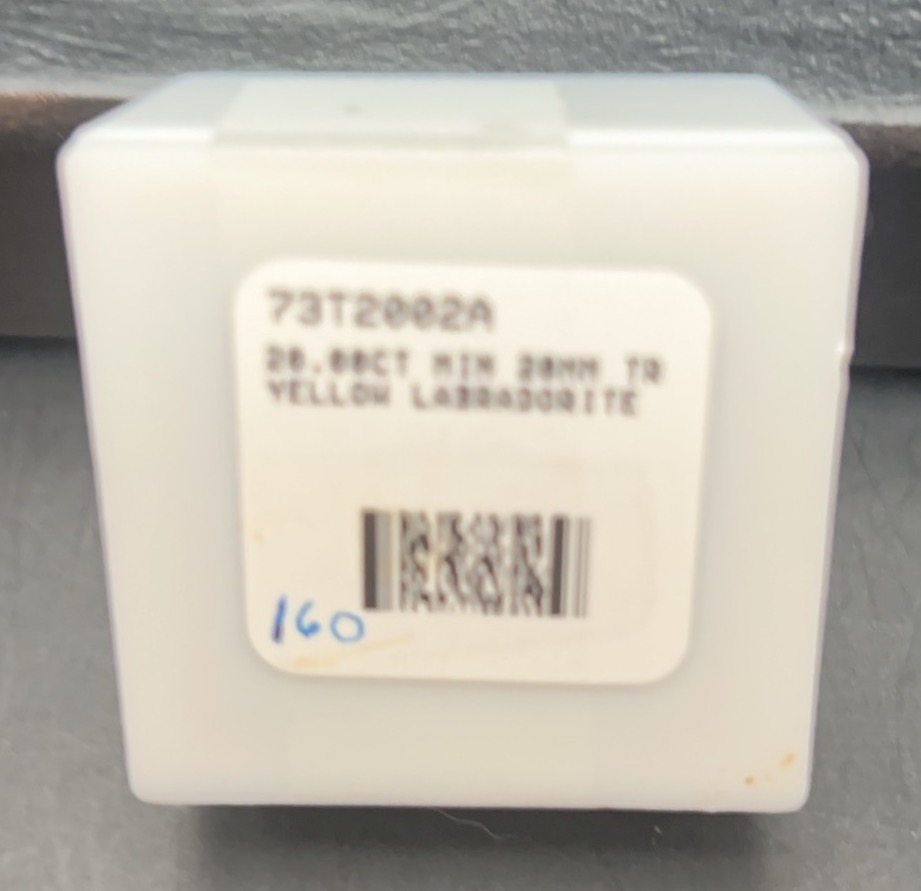 73T2002A
20.00CT MIN 20MM TR
YELLOW LABRADORITE
160